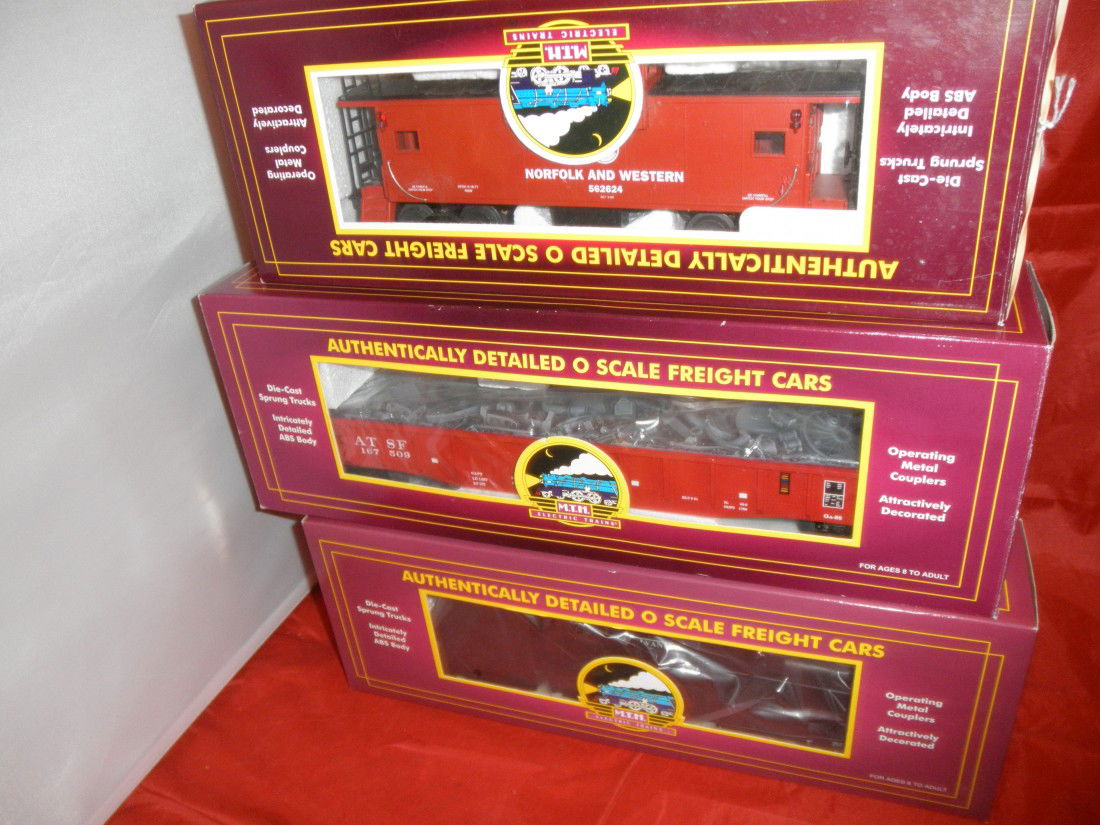 ELECTRIC TRAINS
M.T.H.
Attractively
Decorated
Operating
Metal
Couplers
Intricately
Detailed
ABS Body
Die-Cast
Sprung Trucks
NORFOLK AND WESTERN
562624
AUTHENTICALLY DETAILED O SCALE FREIGHT CARS
AUTHENTICALLY DETAILED O SCALE FREIGHT CARS
Die-Cast
Sprung Trucks
Intricately
Detailed
ABS Body
AT SF
167 509
M.T.H.
ELECTRIC TRAINS
Operating
Metal
Couplers
Attractively
Decorated
FOR AGES 8 TO ADULT
AUTHENTICALLY DETAILED O SCALE FREIGHT CARS
Die-Cast
Sprung Trucks
Intricately
Detailed
ABS Body
M.T.H.
ELECTRIC TRAINS
Operating
Metal
Couplers
Attractively
Decorated
FOR AGES 8 TO ADULT